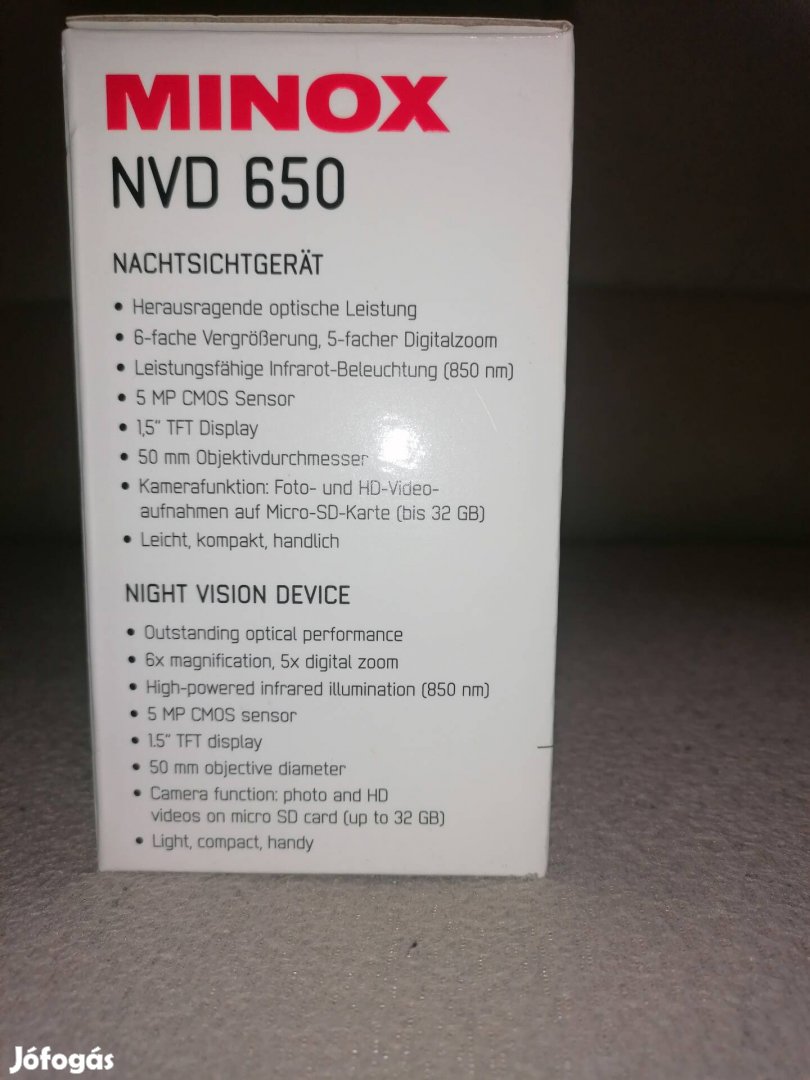 MINOX
NVD 650
NACHTSICHTGERÄT
• Herausragende optische Leistung
• 6-fache Vergrößerung, 5-facher Digitalzoom
• Leistungsfähige Infrarot-Beleuchtung (850 nm)
• 5 MP CMOS Sensor
• 1,5" TFT Display
• 50 mm Objektivdurchmesser
• Kamerafunktion: Foto- und HD-Video-
aufnahmen auf Micro-SD-Karte (bis 32 GB)
• Leicht, kompakt, handlich
NIGHT VISION DEVICE
• Outstanding optical performance
• 6x magnification, 5x digital zoom
• High-powered infrared illumination (850 nm)
• 5 MP CMOS sensor
• 1.5" TFT display
• 50 mm objective diameter
• Camera function: photo and HD
videos on micro SD card (up to 32 GB)
• Light, compact, handy
Jófogás